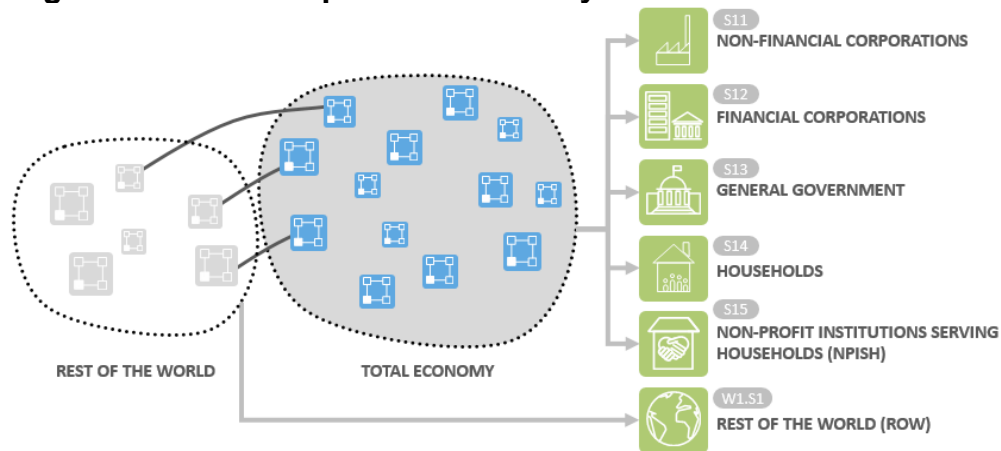 S11
NON-FINANCIAL CORPORATIONS
S12
FINANCIAL CORPORATIONS
S13
GENERAL GOVERNMENT
S14
HOUSEHOLDS
S15
NON-PROFIT INSTITUTIONS SERVING
HOUSEHOLDS (NPISH)
W1.S1
REST OF THE WORLD (ROW)
REST OF THE WORLD
TOTAL ECONOMY